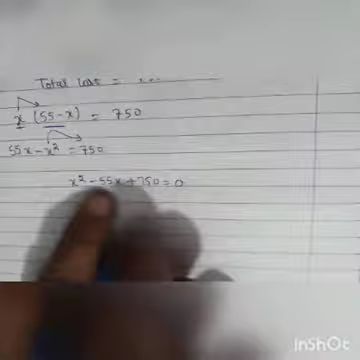 Total
x (55-x) = 750
55x-x² = 750
x²-55x+750=0
InShOt